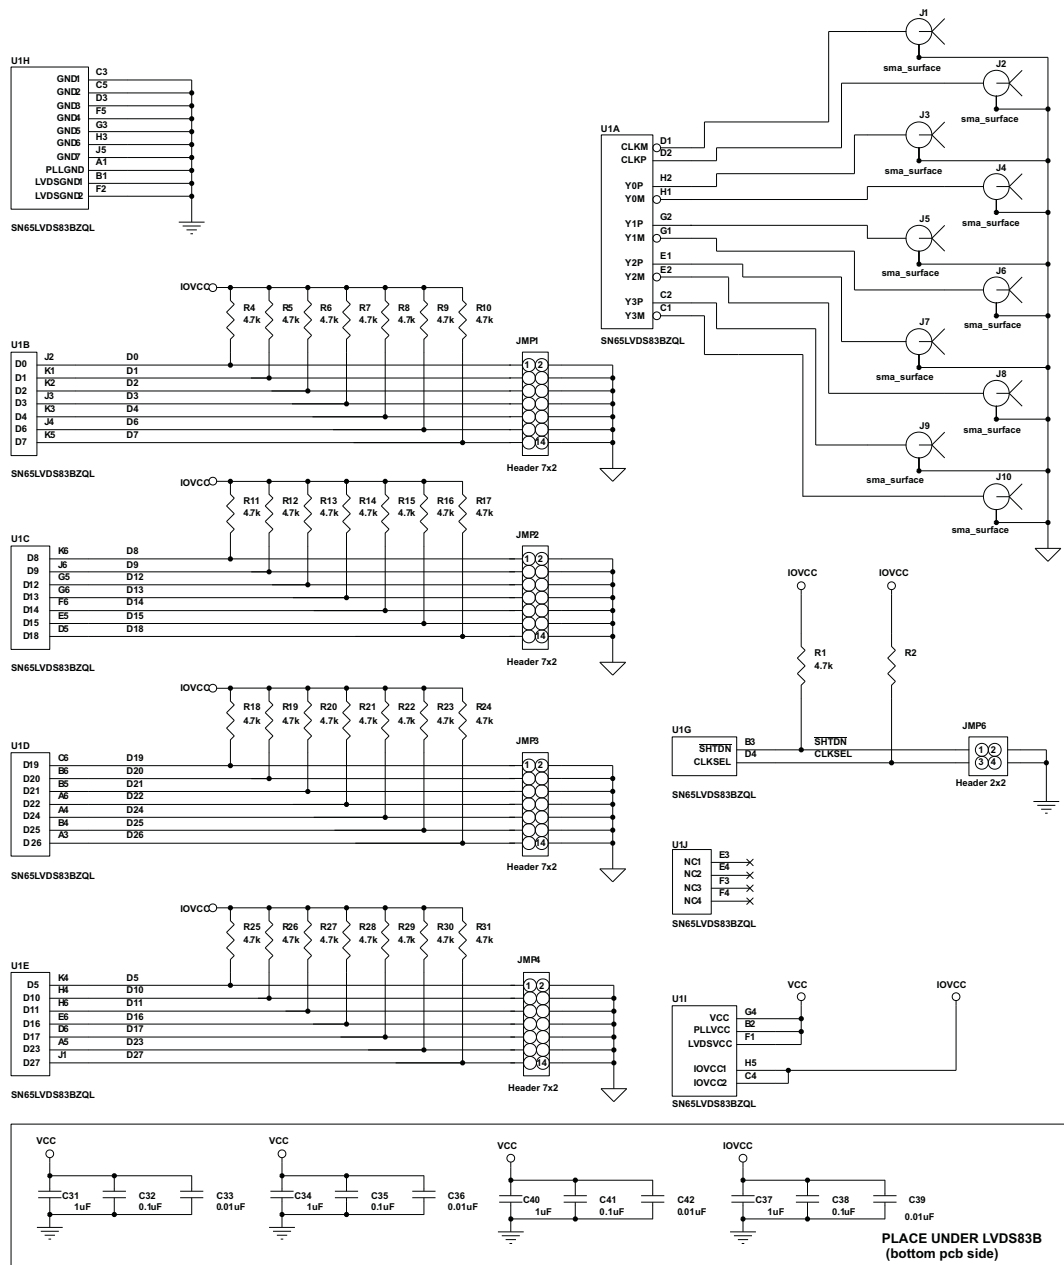 U1H
GND1 C3
GND2 C5
GND3 D3
GND4 F5
GND5 G3
GND6 H3
GND7 J5
PLLGND A1
LVDSGND1 B1
LVDSGND2 F2
SN65LVDS83BZQL
J1
sma_surface
J2
sma_surface
J3
sma_surface
J4
sma_surface
J5
sma_surface
J6
sma_surface
J7
sma_surface
J8
sma_surface
J9
sma_surface
J10
sma_surface
U1A
CLKM D1
CLKP D2
Y0P H2
Y0M H1
Y1P G2
Y1M G1
Y2P E1
Y2M E2
Y3P C2
Y3M C1
SN65LVDS83BZQL
IOVCC
R4 R5 R6 R7 R8 R9 R10
4.7k 4.7k 4.7k 4.7k 4.7k 4.7k 4.7k
JMP1
U1B
D0 J2 D0 1 2
D1 K1 D1
D2 K2 D2
D3 J3 D3
D4 K3 D4
D6 J4 D6
D7 K5 D7 14
SN65LVDS83BZQL
Header 7x2
IOVCC
R11 R12 R13 R14 R15 R16 R17
4.7k 4.7k 4.7k 4.7k 4.7k 4.7k 4.7k
JMP2
U1C
D8 K6 D8 1 2
D9 J6 D9
D12 G5 D12
D13 G6 D13
D14 F6 D14
D15 E5 D15
D18 D5 D18 14
SN65LVDS83BZQL
Header 7x2
IOVCC
R18 R19 R20 R21 R22 R23 R24
4.7k 4.7k 4.7k 4.7k 4.7k 4.7k 4.7k
JMP3
U1D
D19 C6 D19 1 2
D20 B6 D20
D21 B5 D21
D22 A6 D22
D24 A4 D24
D25 B4 D25
D26 A3 D26 14
SN65LVDS83BZQL
Header 7x2
IOVCC
R25 R26 R27 R28 R29 R30 R31
4.7k 4.7k 4.7k 4.7k 4.7k 4.7k 4.7k
JMP4
U1E
D5 K4 D5 1 2
D10 H4 D10
D11 H6 D11
D16 E6 D16
D17 D6 D17
D23 A5 D23
D27 J1 D27 14
SN65LVDS83BZQL
Header 7x2
IOVCC IOVCC
R1 R2
4.7k
U1G
JMP6
SHTDN B3 SHTDN 1 2
CLKSEL D4 CLKSEL 3 4
SN65LVDS83BZQL
Header 2x2
U1J
NC1 E3
NC2 E4
NC3 F3
NC4 F4
SN65LVDS83BZQL
VCC IOVCC
U1I
VCC G4
PLLVCC B2
LVDSVCC F1
IOVCC1 H5
IOVCC2 C4
SN65LVDS83BZQL
VCC VCC VCC IOVCC
C31 C32 C33 C34 C35 C36 C40 C41 C42 C37 C38 C39
1uF 0.1uF 0.01uF 1uF 0.1uF 0.01uF 1uF 0.1uF 0.01uF 1uF 0.1uF 0.01uF
PLACE UNDER LVDS83B
(bottom pcb side)